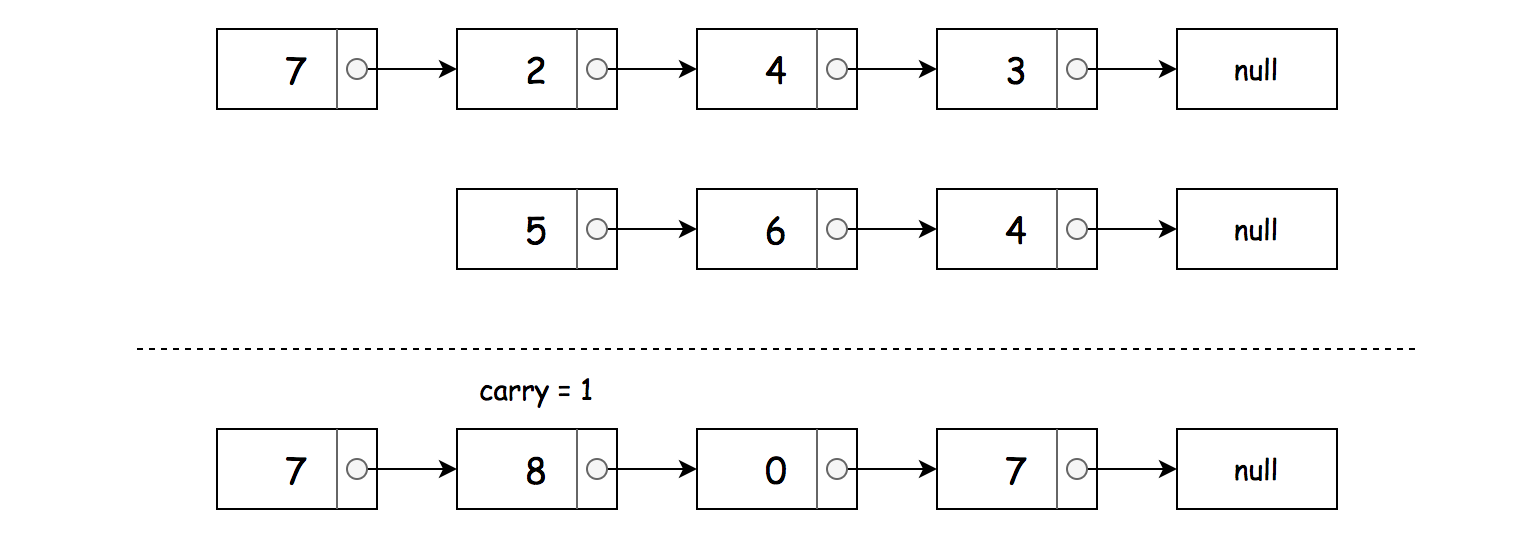 7 2 4 3 null
5 6 4 null
carry = 1
7 8 0 7 null